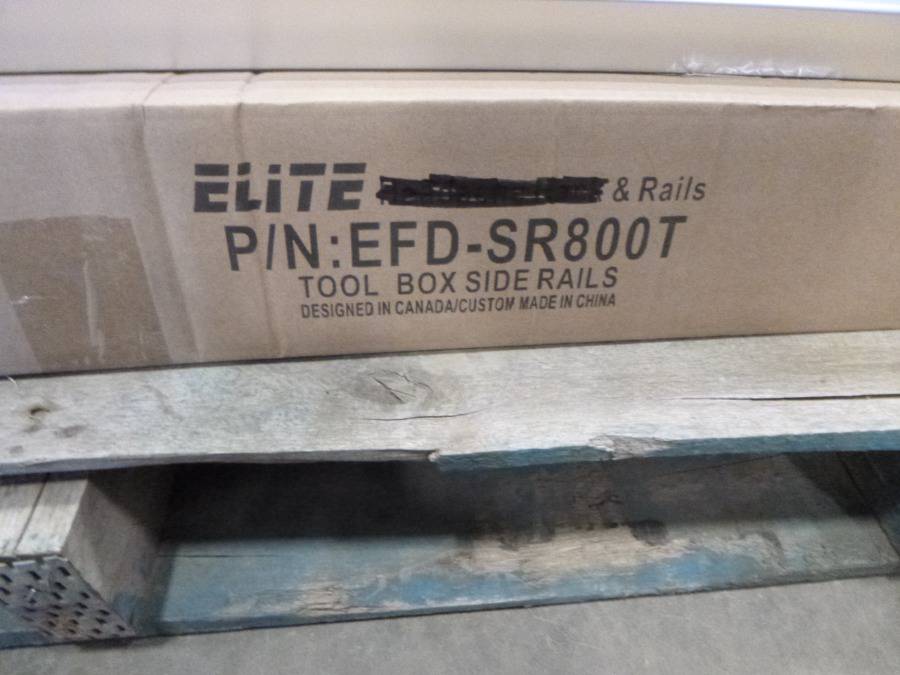 ELiTE & Rails
P/N:EFD-SR800T
TOOL BOX SIDE RAILS
DESIGNED IN CANADA/CUSTOM MADE IN CHINA